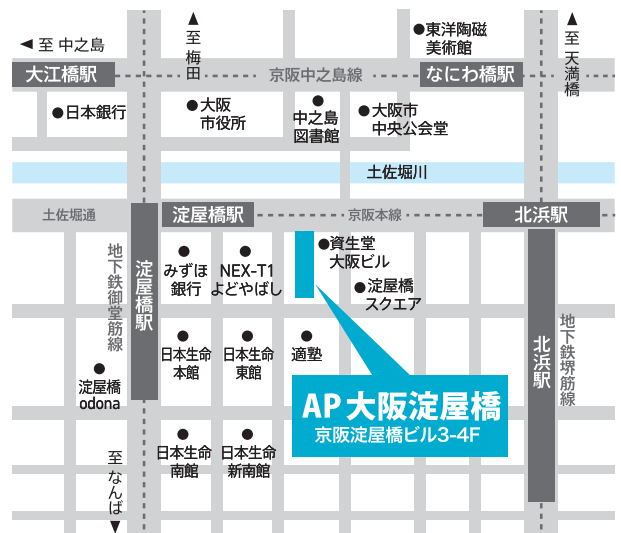 東洋陶磁
美術館
至 中之島
至 梅田
至 天満橋
大江橋駅
京阪中之島線
なにわ橋駅
日本銀行
大阪
市役所
中之島
図書館
大阪市
中央公会堂
土佐堀川
土佐堀通
淀屋橋駅
京阪本線
北浜駅
地下鉄御堂筋線
淀屋橋駅
みずほ
銀行
NEX-T1
よどやばし
資生堂
大阪ビル
淀屋橋
スクエア
地下鉄堺筋線
北浜駅
日本生命
本館
日本生命
東館
適塾
淀屋橋
odona
AP 大阪淀屋橋
京阪淀屋橋ビル3-4F
日本生命
南館
日本生命
新南館
至 なんば